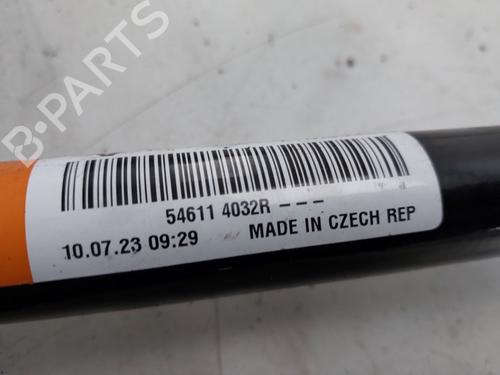 B-PARTS
54611 4032R ---
10.07.23 09:29 MADE IN CZECH REP